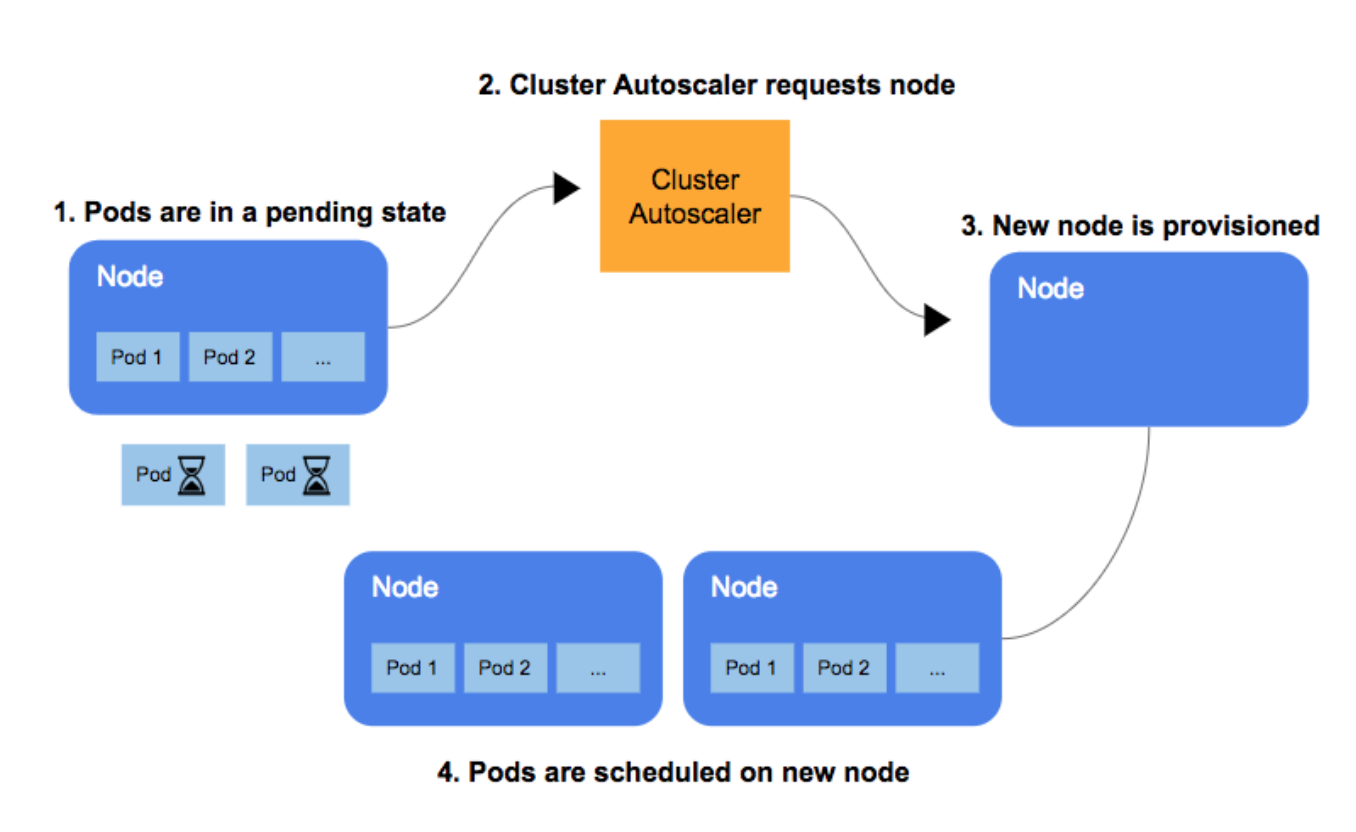 2. Cluster Autoscaler requests node
Cluster
Autoscaler
1. Pods are in a pending state
Node
Pod 1
Pod 2
...
Pod
Pod
3. New node is provisioned
Node
Node
Pod 1
Pod 2
...
Node
Pod 1
Pod 2
...
4. Pods are scheduled on new node